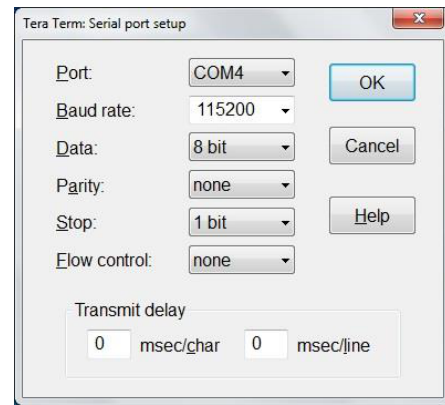 Tera Term: Serial port setup
Port: COM4
OK
Baud rate: 115200
Data: 8 bit
Cancel
Parity: none
Stop: 1 bit
Help
Flow control: none
Transmit delay
0 msec/char 0 msec/line